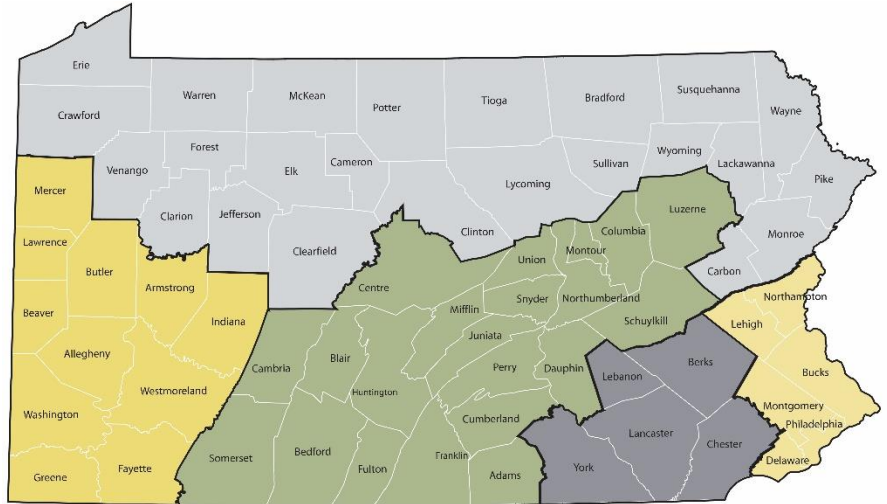 Erie
Warren
McKean
Potter
Tioga
Bradford
Susquehanna
Wayne
Crawford
Forest
Cameron
Wyoming
Lackawanna
Venango
Elk
Sullivan
Pike
Mercer
Clarion
Jefferson
Lycoming
Luzerne
Monroe
Lawrence
Clearfield
Clinton
Columbia
Montour
Union
Carbon
Butler
Armstrong
Centre
Snyder
Northumberland
Northampton
Beaver
Indiana
Mifflin
Schuylkill
Lehigh
Allegheny
Juniata
Blair
Cambria
Perry
Dauphin
Berks
Lebanon
Bucks
Westmoreland
Huntington
Washington
Cumberland
Montgomery
Philadelphia
Lancaster
Chester
Somerset
Bedford
Franklin
Delaware
Greene
Fayette
Fulton
Adams
York